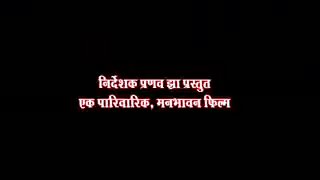 निर्देशक प्रणव झा प्रस्तुत
एक पारिवारिक, मनभावन फिल्म